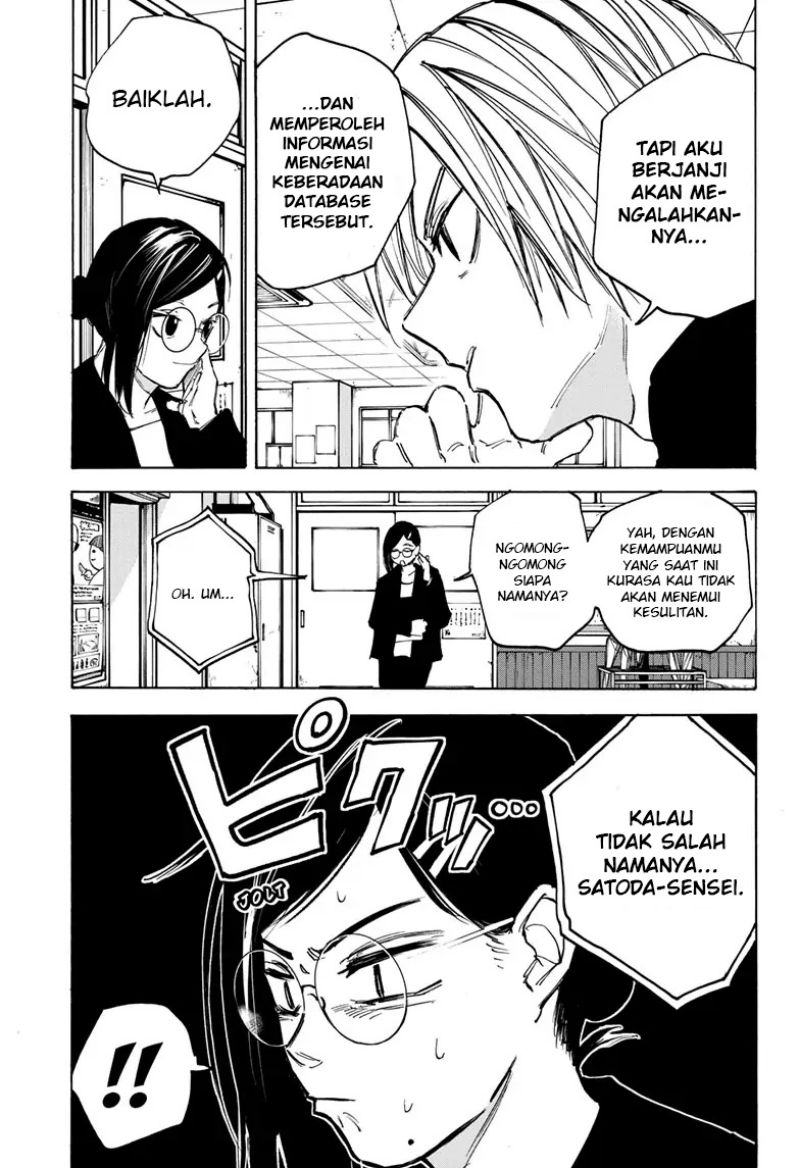 TAPI AKU
BERJANJI
AKAN ME-
NGALAHKAN-
NYA...
...DAN
MEMPEROLEH
INFORMASI
MENGENAI
KEBERADAAN
DATABASE
TERSEBUT.
BAIKLAH.
YAH, DENGAN
KEMAMPUANMU
YANG SAAT INI
KURASA KAU TIDAK
AKAN MENEMUI
KESULITAN.
NGOMONG-
NGOMONG
SIAPA
NAMANYA?
OH. UM...
KALAU
TIDAK SALAH
NAMANYA...
SATODA-SENSEI.
ピクッ...
JOLT
!!